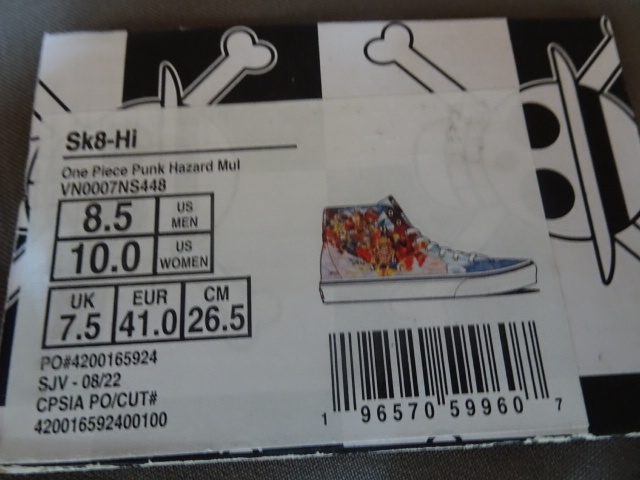 Sk8-Hi
One Piece Punk Hazard Mul
VN0007NS448
8.5 US MEN
10.0 US WOMEN
UK EUR CM
7.5 41.0 26.5
PO#4200165924
SJV - 08/22
CPSIA PO/CUT#
420016592400100
1 96570 59960 7